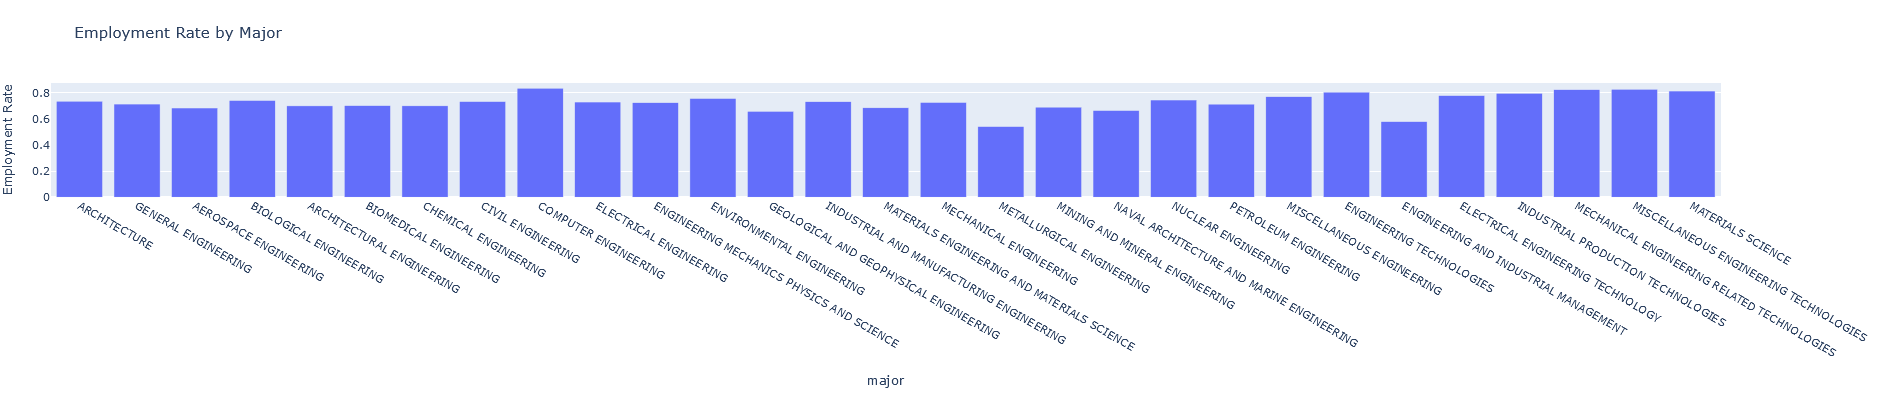 Employment Rate by Major
Employment Rate
0.8
0.6
0.4
0.2
0
ARCHITECTURE
GENERAL ENGINEERING
AEROSPACE ENGINEERING
BIOLOGICAL ENGINEERING
ARCHITECTURAL ENGINEERING
BIOMEDICAL ENGINEERING
CHEMICAL ENGINEERING
CIVIL ENGINEERING
COMPUTER ENGINEERING
ELECTRICAL ENGINEERING
ENGINEERING MECHANICS PHYSICS AND SCIENCE
ENVIRONMENTAL ENGINEERING
GEOLOGICAL AND GEOPHYSICAL ENGINEERING
INDUSTRIAL AND MANUFACTURING ENGINEERING
MATERIALS ENGINEERING AND MATERIALS SCIENCE
MECHANICAL ENGINEERING
METALLURGICAL ENGINEERING
MINING AND MINERAL ENGINEERING
NAVAL ARCHITECTURE AND MARINE ENGINEERING
NUCLEAR ENGINEERING
PETROLEUM ENGINEERING
MISCELLANEOUS ENGINEERING
ENGINEERING TECHNOLOGIES
ENGINEERING AND INDUSTRIAL MANAGEMENT
ELECTRICAL ENGINEERING TECHNOLOGY
INDUSTRIAL PRODUCTION TECHNOLOGIES
MECHANICAL ENGINEERING RELATED TECHNOLOGIES
MISCELLANEOUS ENGINEERING TECHNOLOGIES
MATERIALS SCIENCE
major